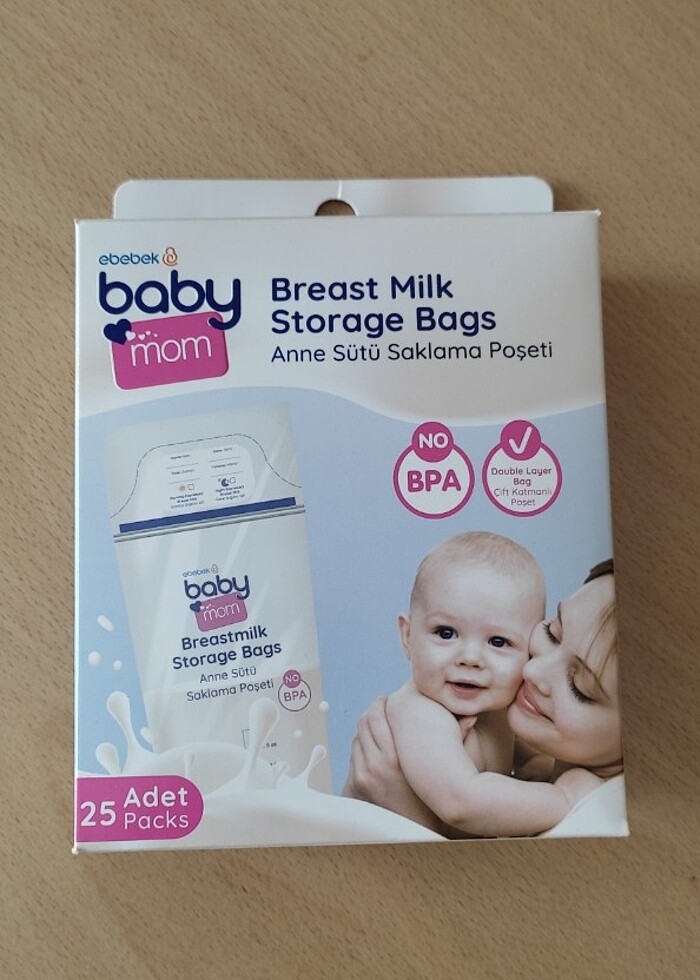 ebebek
baby
mom
Breast Milk
Storage Bags
Anne Sütü Saklama Poşeti
NO
BPA
Double Layer
Bag
Çift Katmanlı
Poşet
ebebek
baby
mom
Breastmilk
Storage Bags
Anne Sütü
Saklama Poşeti
NO
BPA
25 Adet
Packs